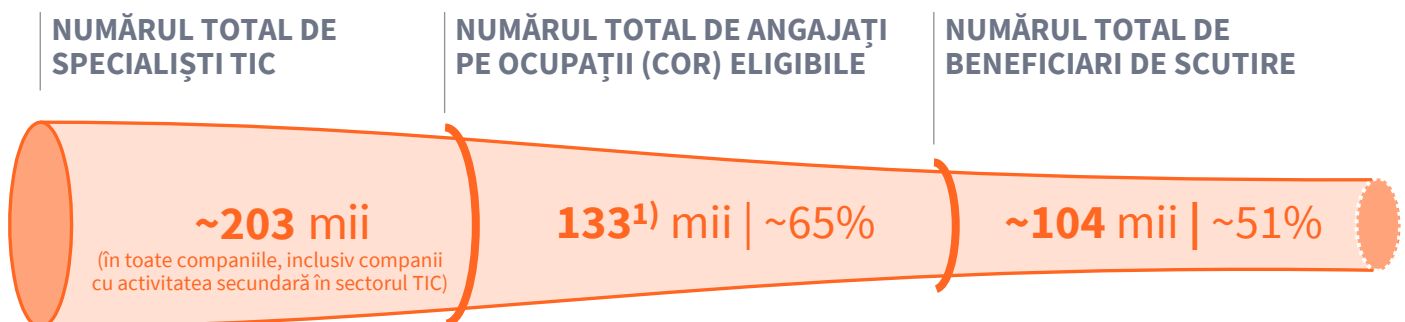 NUMĂRUL TOTAL DE
SPECIALIȘTI TIC
NUMĂRUL TOTAL DE ANGAJAȚI
PE OCUPAȚII (COR) ELIGIBILE
NUMĂRUL TOTAL DE
BENEFICIARI DE SCUTIRE
~203 mii
(în toate companiile, inclusiv companii
cu activitatea secundară în sectorul TIC)
133¹⁾ mii | ~65%
~104 mii | ~51%